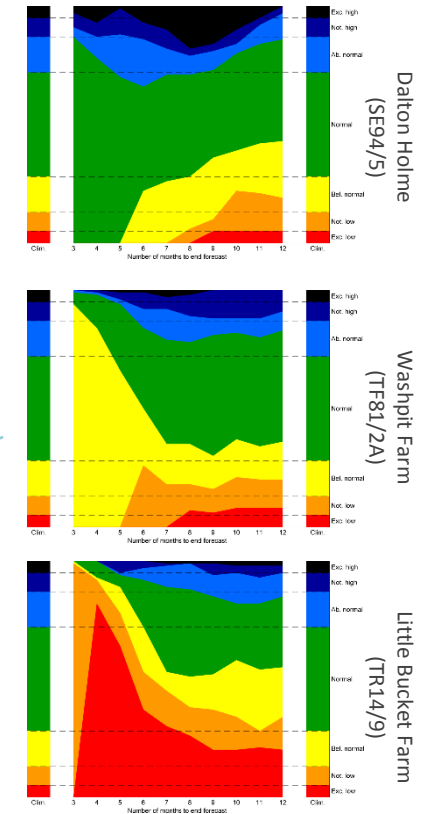 Exc. high
Not. high
Ab. normal
Normal
Bel. normal
Not. low
Exc. low
Clim.
3 4 5 6 7 8 9 10 11 12
Clim.
Number of months to end forecast
Dalton Holme
(SE94/5)
Exc. high
Not. high
Ab. normal
Normal
Bel. normal
Not. low
Exc. low
Clim.
3 4 5 6 7 8 9 10 11 12
Clim.
Number of months to end forecast
Washpit Farm
(TF81/2A)
Exc. high
Not. high
Ab. normal
Normal
Bel. normal
Not. low
Exc. low
Clim.
3 4 5 6 7 8 9 10 11 12
Clim.
Number of months to end forecast
Little Bucket Farm
(TR14/9)